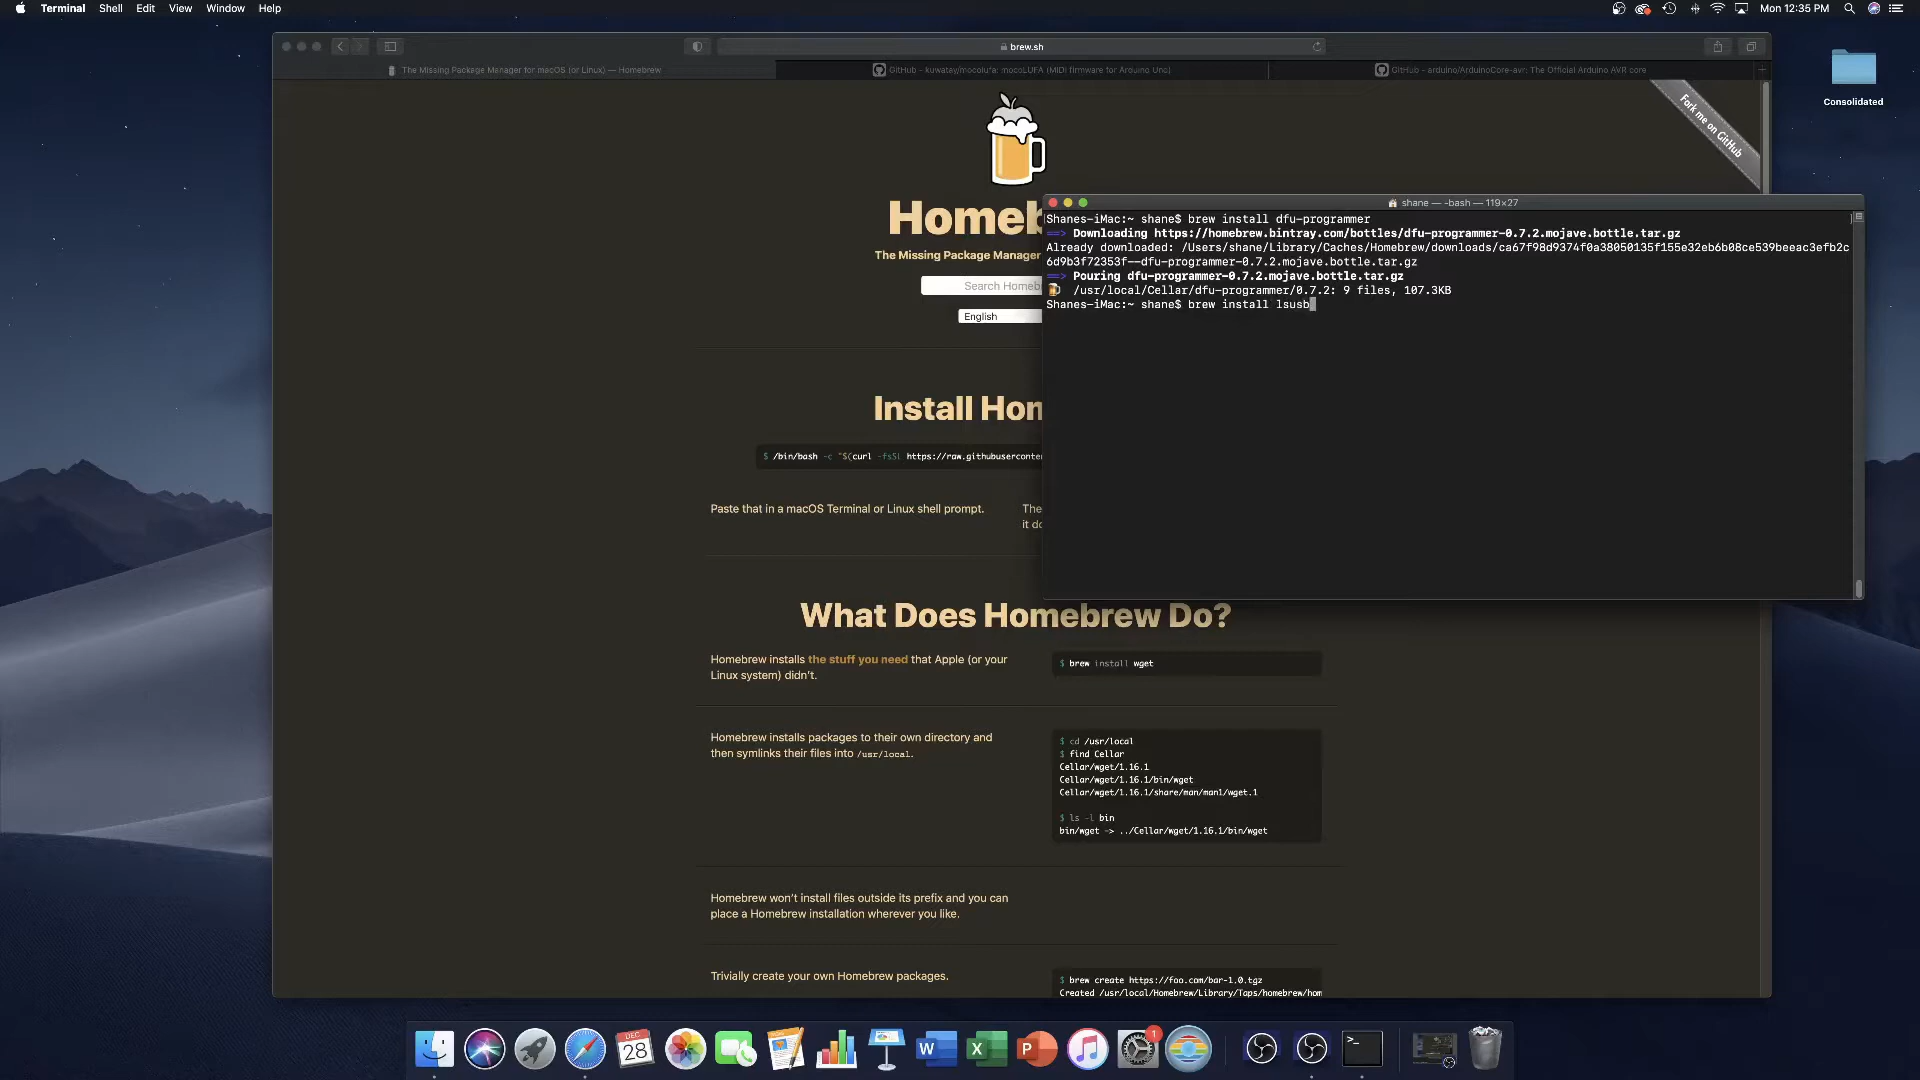 Terminal Shell Edit View Window Help
Mon 12:35 PM
brew.sh
The Missing Package Manager for macOS (or Linux) — Homebrew
GitHub - kuwatay/mocolufa: mocoLUFA (MIDI) firmware for Arduino Uno)
GitHub - arduino/ArduinoCore-avr: The Official Arduino AVR core
Consolidated
Fork me on GitHub
Homeb
The Missing Package Manager
Search Homeb
English
shane — -bash — 119×27
Shanes-iMac:~ shane$ brew install dfu-programmer
==> Downloading https://homebrew.bintray.com/bottles/dfu-programmer-0.7.2.mojave.bottle.tar.gz
Already downloaded: /Users/shane/Library/Caches/Homebrew/downloads/ca67f98d9374f0a38050135f155e32eb6b08ce539beeac3efb2c
6d9b3f72353f--dfu-programmer-0.7.2.mojave.bottle.tar.gz
==> Pouring dfu-programmer-0.7.2.mojave.bottle.tar.gz
/usr/local/Cellar/dfu-programmer/0.7.2: 9 files, 107.3KB
Shanes-iMac:~ shane$ brew install lsusb
Install Hom
$ /bin/bash -c "$(curl -fsSL https://raw.githubuserconten
Paste that in a macOS Terminal or Linux shell prompt.
The
it do
What Does Homebrew Do?
Homebrew installs the stuff you need that Apple (or your
Linux system) didn't.
$ brew install wget
Homebrew installs packages to their own directory and
then symlinks their files into /usr/local.
$ cd /usr/local
$ find Cellar
Cellar/wget/1.16.1
Cellar/wget/1.16.1/bin/wget
Cellar/wget/1.16.1/share/man/man1/wget.1
$ ls -l bin
bin/wget -> ../Cellar/wget/1.16.1/bin/wget
Homebrew won't install files outside its prefix and you can
place a Homebrew installation wherever you like.
Trivially create your own Homebrew packages.
$ brew create https://foo.com/bar-1.0.tgz
Created /usr/local/Homebrew/Library/Taps/homebrew/hom
DEC
28
W
X
P
1
>_